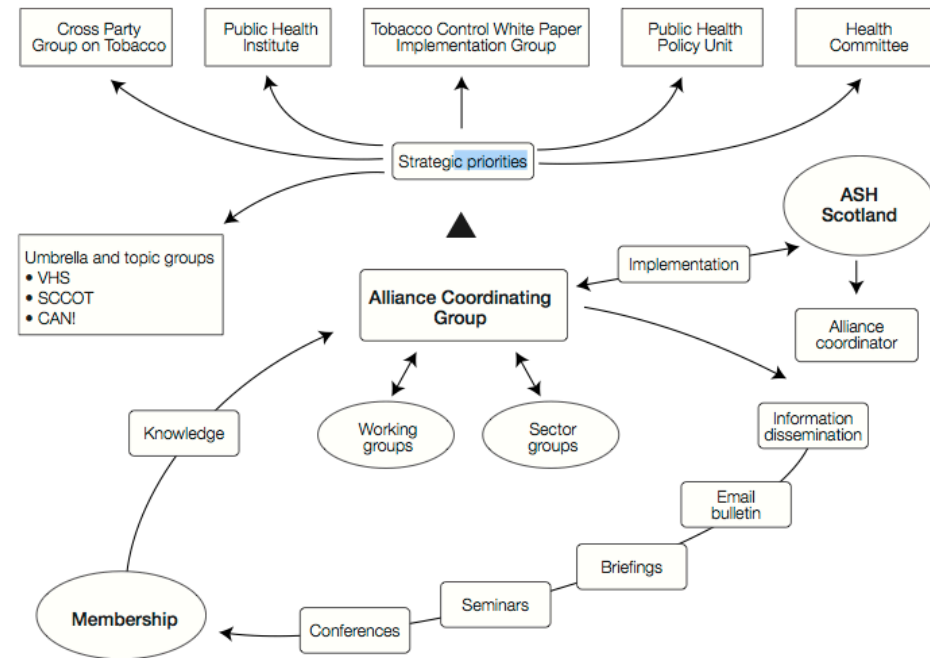 Cross Party
Group on Tobacco
Public Health
Institute
Tobacco Control White Paper
Implementation Group
Public Health
Policy Unit
Health
Committee
Strategic priorities
ASH
Scotland
Umbrella and topic groups
• VHS
• SCCOT
• CAN!
Implementation
Alliance Coordinating
Group
Alliance
coordinator
Knowledge
Working
groups
Sector
groups
Information
dissemination
Email
bulletin
Briefings
Seminars
Conferences
Membership